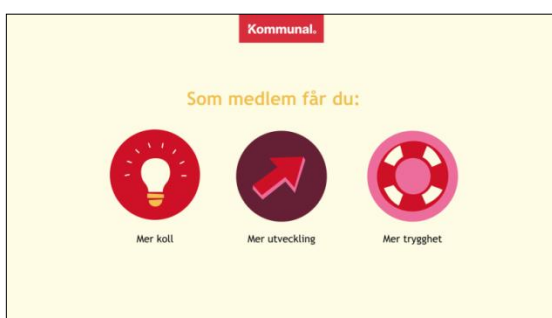 Kommunal.
Som medlem får du:
Mer koll
Mer utveckling
Mer trygghet